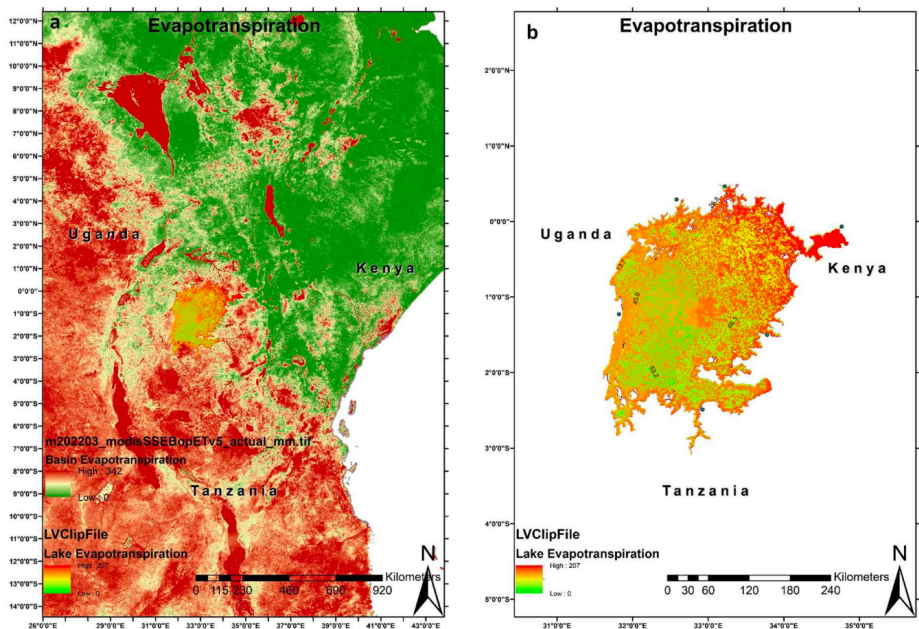 a
Evapotranspiration
12°0'0"N
11°0'0"N
10°0'0"N
9°0'0"N
8°0'0"N
7°0'0"N
6°0'0"N
5°0'0"N
4°0'0"N
3°0'0"N
2°0'0"N
1°0'0"N
0°0'0"
1°0'0"S
2°0'0"S
3°0'0"S
4°0'0"S
5°0'0"S
6°0'0"S
7°0'0"S
8°0'0"S
9°0'0"S
10°0'0"S
11°0'0"S
12°0'0"S
13°0'0"S
14°0'0"S
Uganda
Kenya
Tanzania
m202203_modisSSEBopETv5_actual_mm.tif
Basin Evapotranspiration
High : 342
Low : 0
LVClipFile
Lake Evapotranspiration
High : 207
Low : 0
N
Kilometers
0 115 230 460 690 920
26°0'0"E 29°0'0"E 31°0'0"E 33°0'0"E 35°0'0"E 37°0'0"E 39°0'0"E 41°0'0"E 43°0'0"E
b
Evapotranspiration
2°0'0"N
1°0'0"N
0°0'0"
1°0'0"S
2°0'0"S
3°0'0"S
4°0'0"S
5°0'0"S
Uganda
Kenya
Tanzania
45.0
53.2
LVClipFile
Lake Evapotranspiration
High : 207
Low : 0
N
Kilometers
0 30 60 120 180 240
31°0'0"E 32°0'0"E 33°0'0"E 34°0'0"E 35°0'0"E